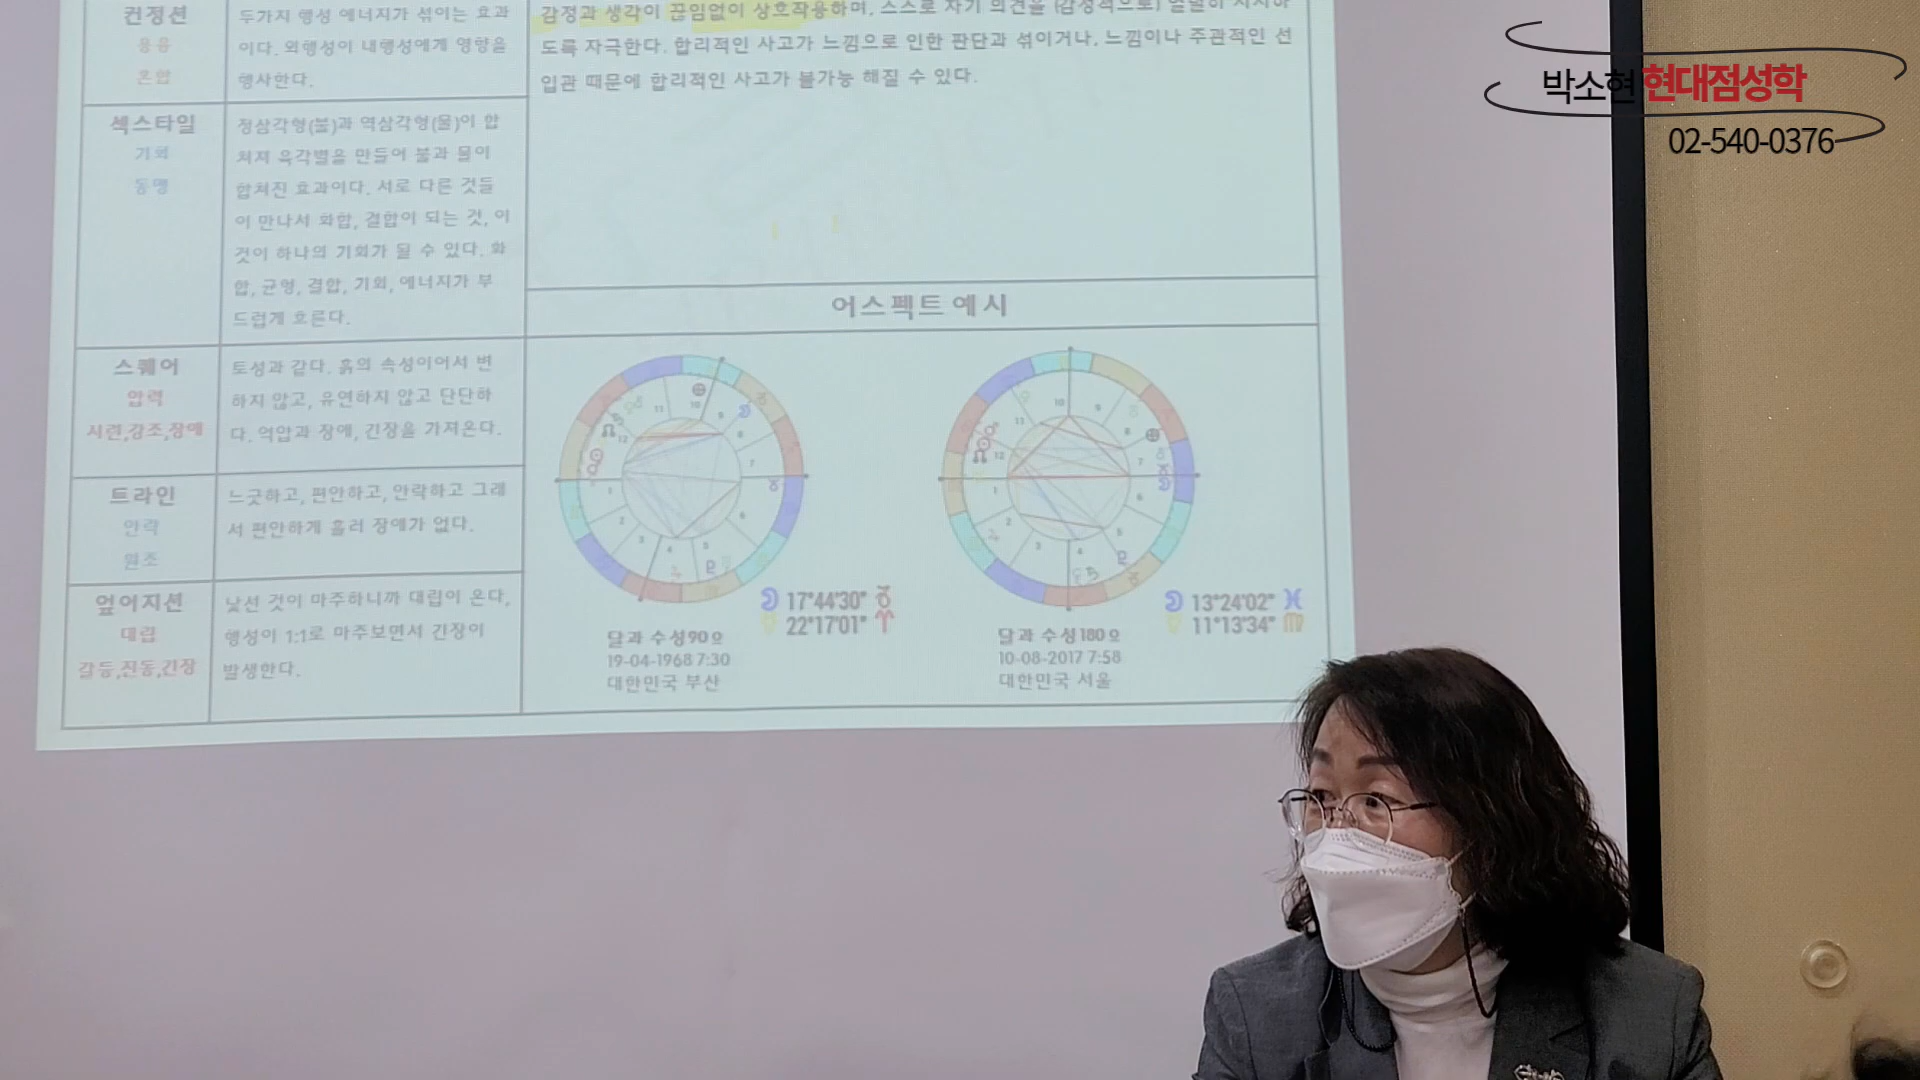 컨정션
응용
혼합
두가지 행성 에너지가 섞이는 효과
이다. 외행성이 내행성에게 영향을
행사한다.
감정과 생각이 끊임없이 상호작용하며, 스스로 자기 의견을 (감정적으로) 열렬히 지지하
도록 자극한다. 합리적인 사고가 느낌으로 인한 판단과 섞이거나, 느낌이나 주관적인 선
입관 때문에 합리적인 사고가 불가능 해질 수 있다.
섹스타일
기회
동맹
정삼각형(불)과 역삼각형(물)이 합
쳐져 육각별을 만들어 불과 물이
합쳐진 효과이다. 서로 다른 것들
이 만나서 화합, 결합이 되는 것, 이
것이 하나의 기회가 될 수 있다. 화
합, 균형, 결합, 기회, 에너지가 부
드럽게 흐른다.
스퀘어
압력
시련,강조,장애
토성과 같다. 흙의 속성이어서 변
하지 않고, 유연하지 않고 단단하
다. 억압과 장애, 긴장을 가져온다.
트라인
안락
원조
느긋하고, 편안하고, 안락하고 그래
서 편안하게 흘러 장애가 없다.
엎어지션
대립
갈등,진동,긴장
낯선 것이 마주하니까 대립이 온다,
행성이 1:1로 마주보면서 긴장이
발생한다.
어스펙트 예시
17°44'30" ♉
22°17'01" ♈
달과 수성90º
19-04-1968 7:30
대한민국 부산
13°24'02" ♓
11°13'34" ♍
달과 수성180º
10-08-2017 7:58
대한민국 서울
박소현 현대점성학
02-540-0376